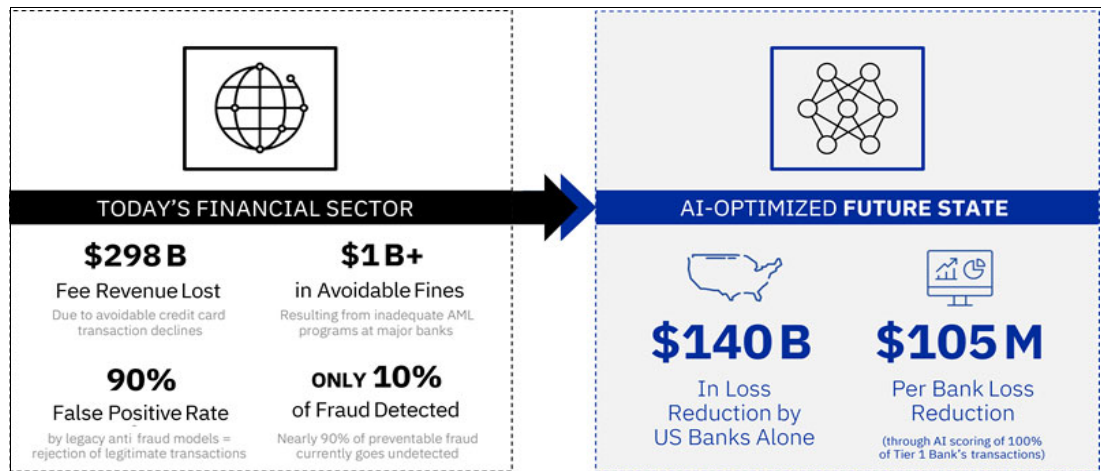 TODAY'S FINANCIAL SECTOR
$298 B
Fee Revenue Lost
Due to avoidable credit card
transaction declines
$1 B+
in Avoidable Fines
Resulting from inadequate AML
programs at major banks
90%
False Positive Rate
by legacy anti fraud models =
rejection of legitimate transactions
ONLY 10%
of Fraud Detected
Nearly 90% of preventable fraud
currently goes undetected
AI-OPTIMIZED FUTURE STATE
$140 B
In Loss
Reduction by
US Banks Alone
$105 M
Per Bank Loss
Reduction
(through AI scoring of 100%
of Tier 1 Bank's transactions)